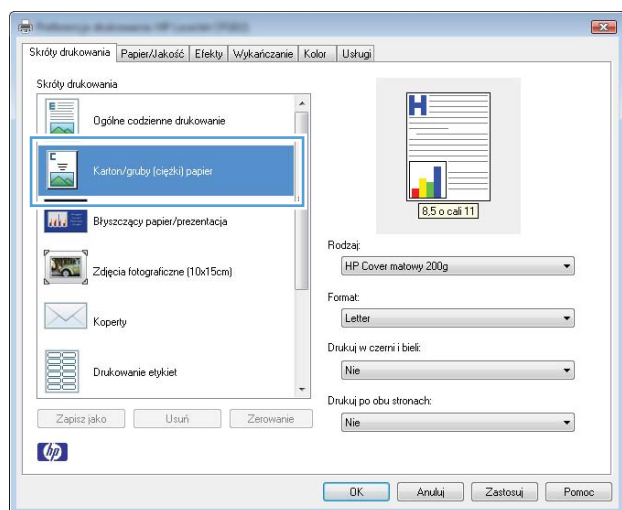 Skróty drukowania Papier/Jakość Efekty Wykańczanie Kolor Usługi
Skróty drukowania
Ogólne codzienne drukowanie
Karton/gruby (ciężki) papier
Błyszczący papier/prezentacja
Zdjęcia fotograficzne (10x15cm)
Koperty
Drukowanie etykiet
Zapisz jako Usuń Zerowanie
H
8,5 o cali 11
Rodzaj:
HP Cover matowy 200g
Format:
Letter
Drukuj w czerni i bieli:
Nie
Drukuj po obu stronach:
Nie
hp
OK Anuluj Zastosuj Pomoc